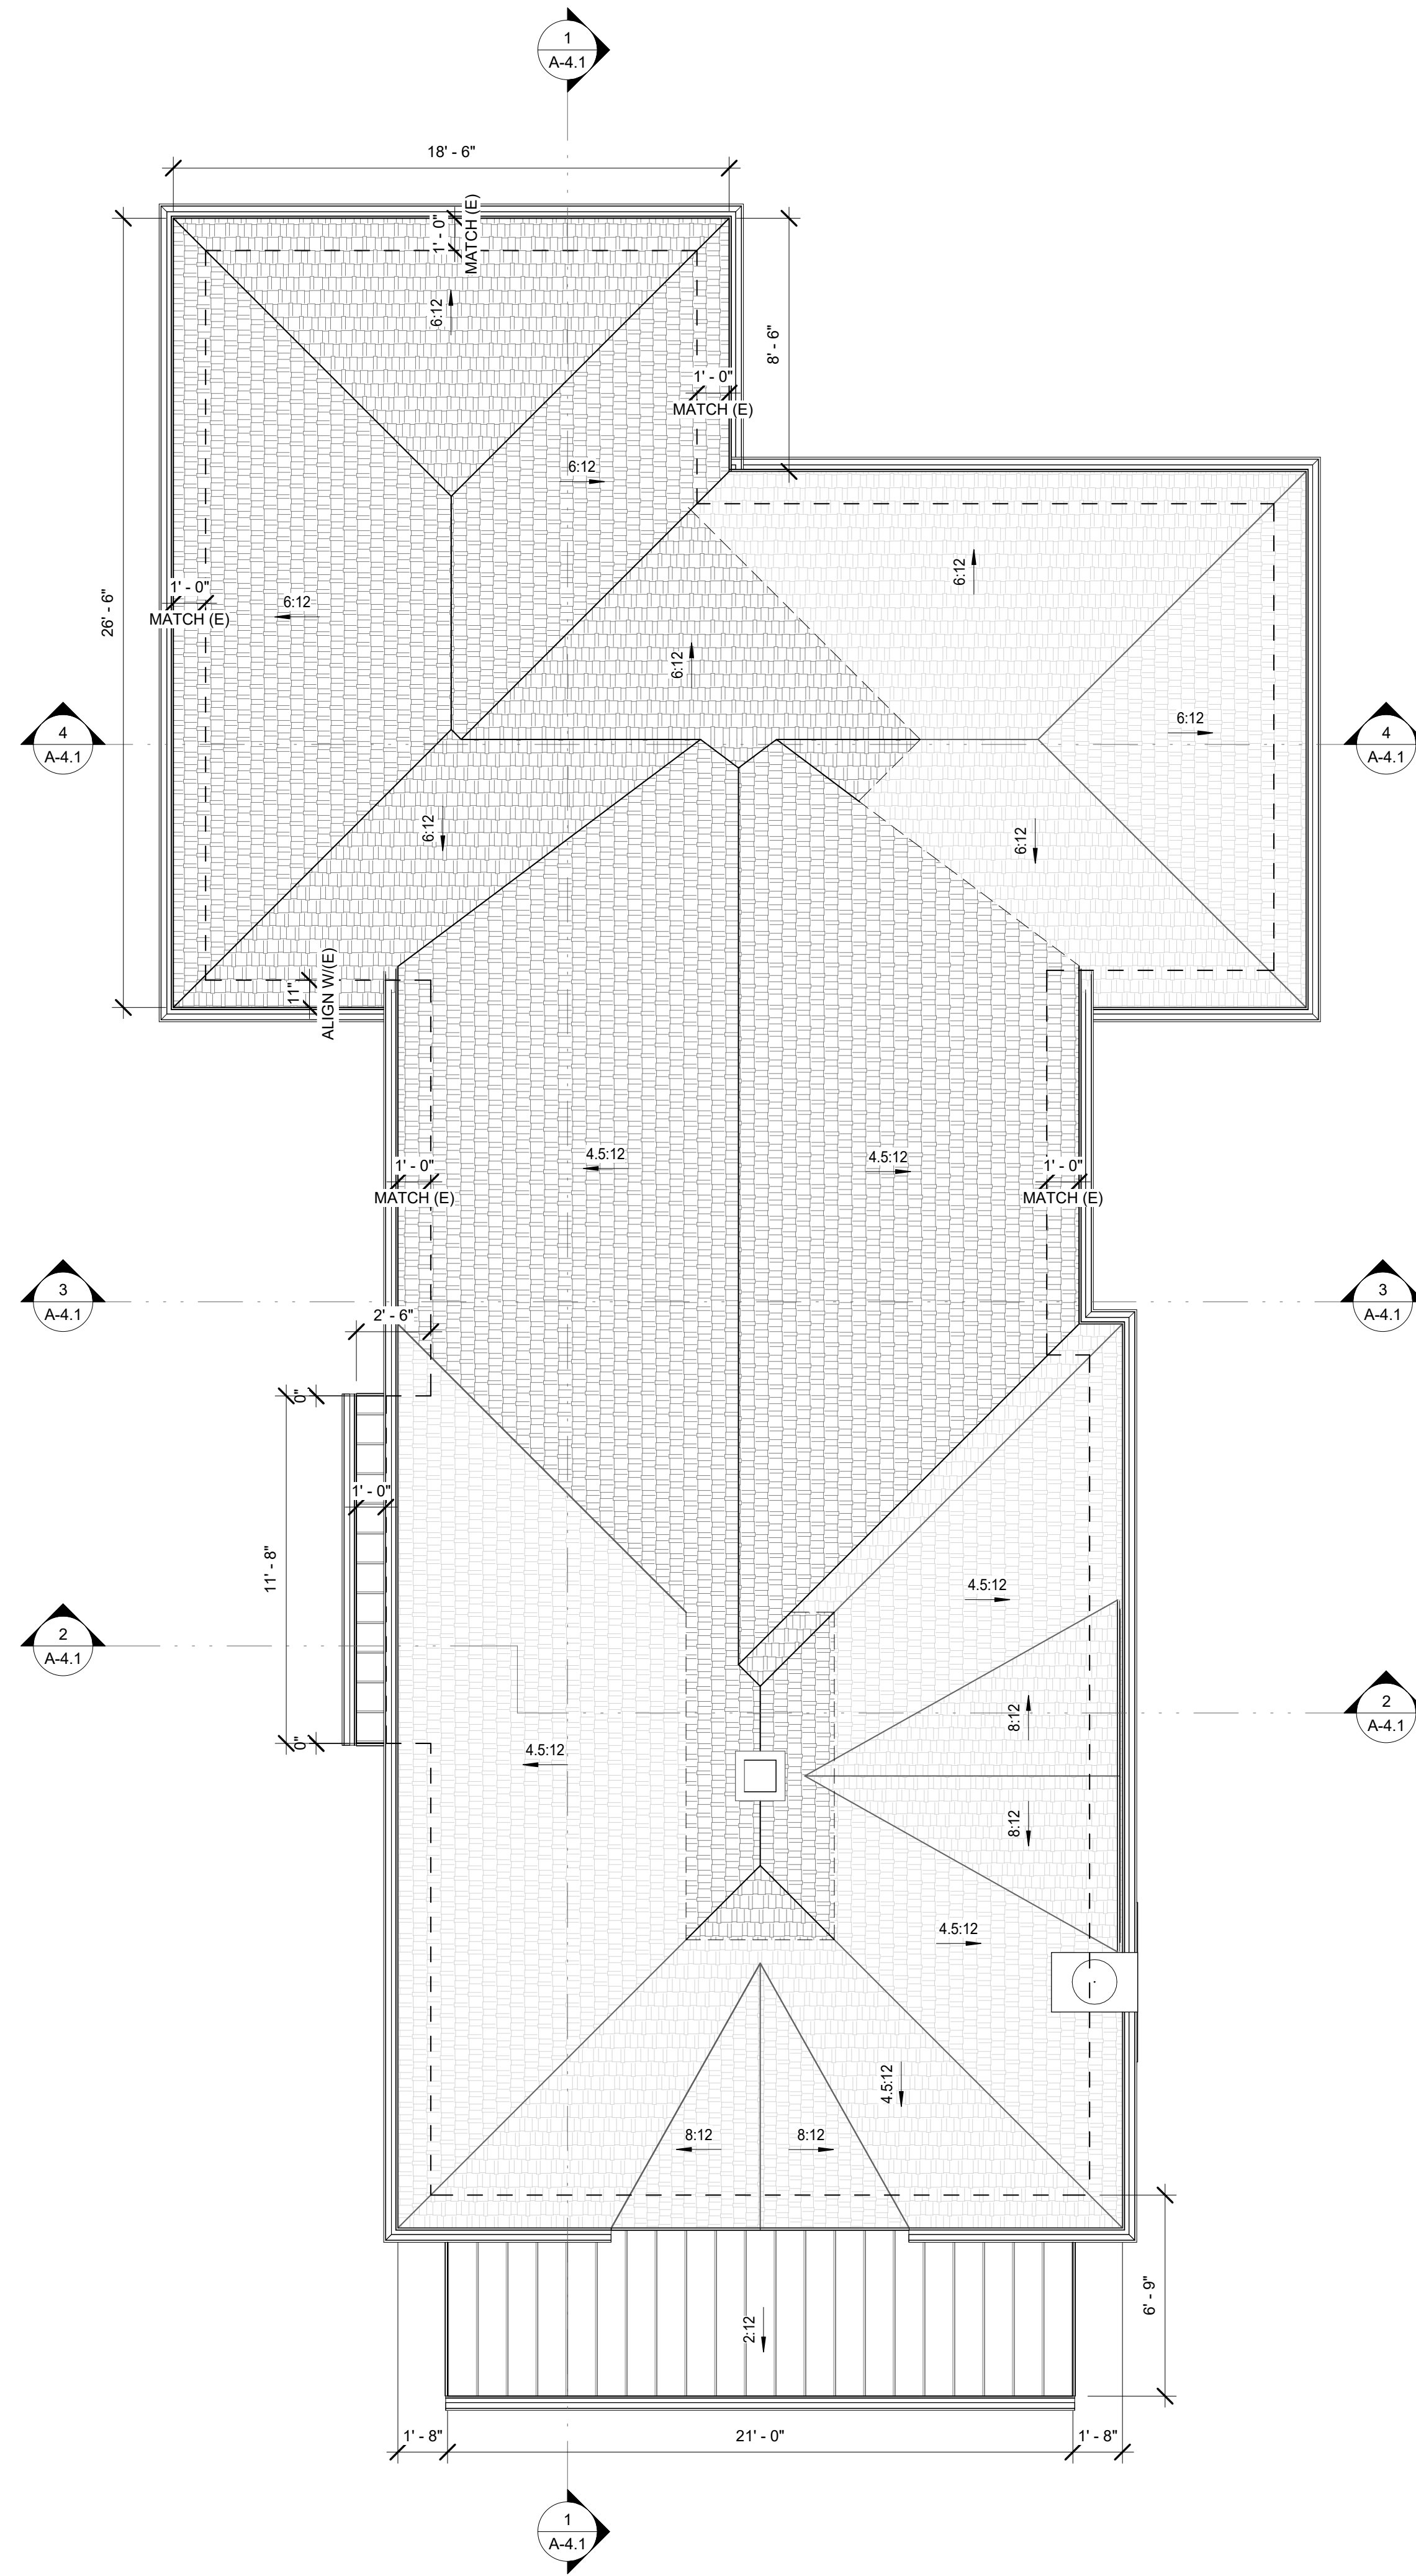 1
A-4.1
18' - 6"
1' - 0"
MATCH (E)
8' - 6"
6:12
1' - 0"
MATCH (E)
6:12
26' - 6"
1' - 0"
MATCH (E)
6:12
6:12
6:12
6:12
4
A-4.1
4
A-4.1
6:12
6:12
11"
ALIGN W/(E)
4.5:12
4.5:12
1' - 0"
MATCH (E)
1' - 0"
MATCH (E)
3
A-4.1
3
A-4.1
2' - 6"
0"
1' - 0"
11' - 8"
4.5:12
2
A-4.1
2
A-4.1
8:12
0"
4.5:12
8:12
4.5:12
4.5:12
8:12
8:12
6' - 9"
2:12
1' - 8"
21' - 0"
1' - 8"
1
A-4.1